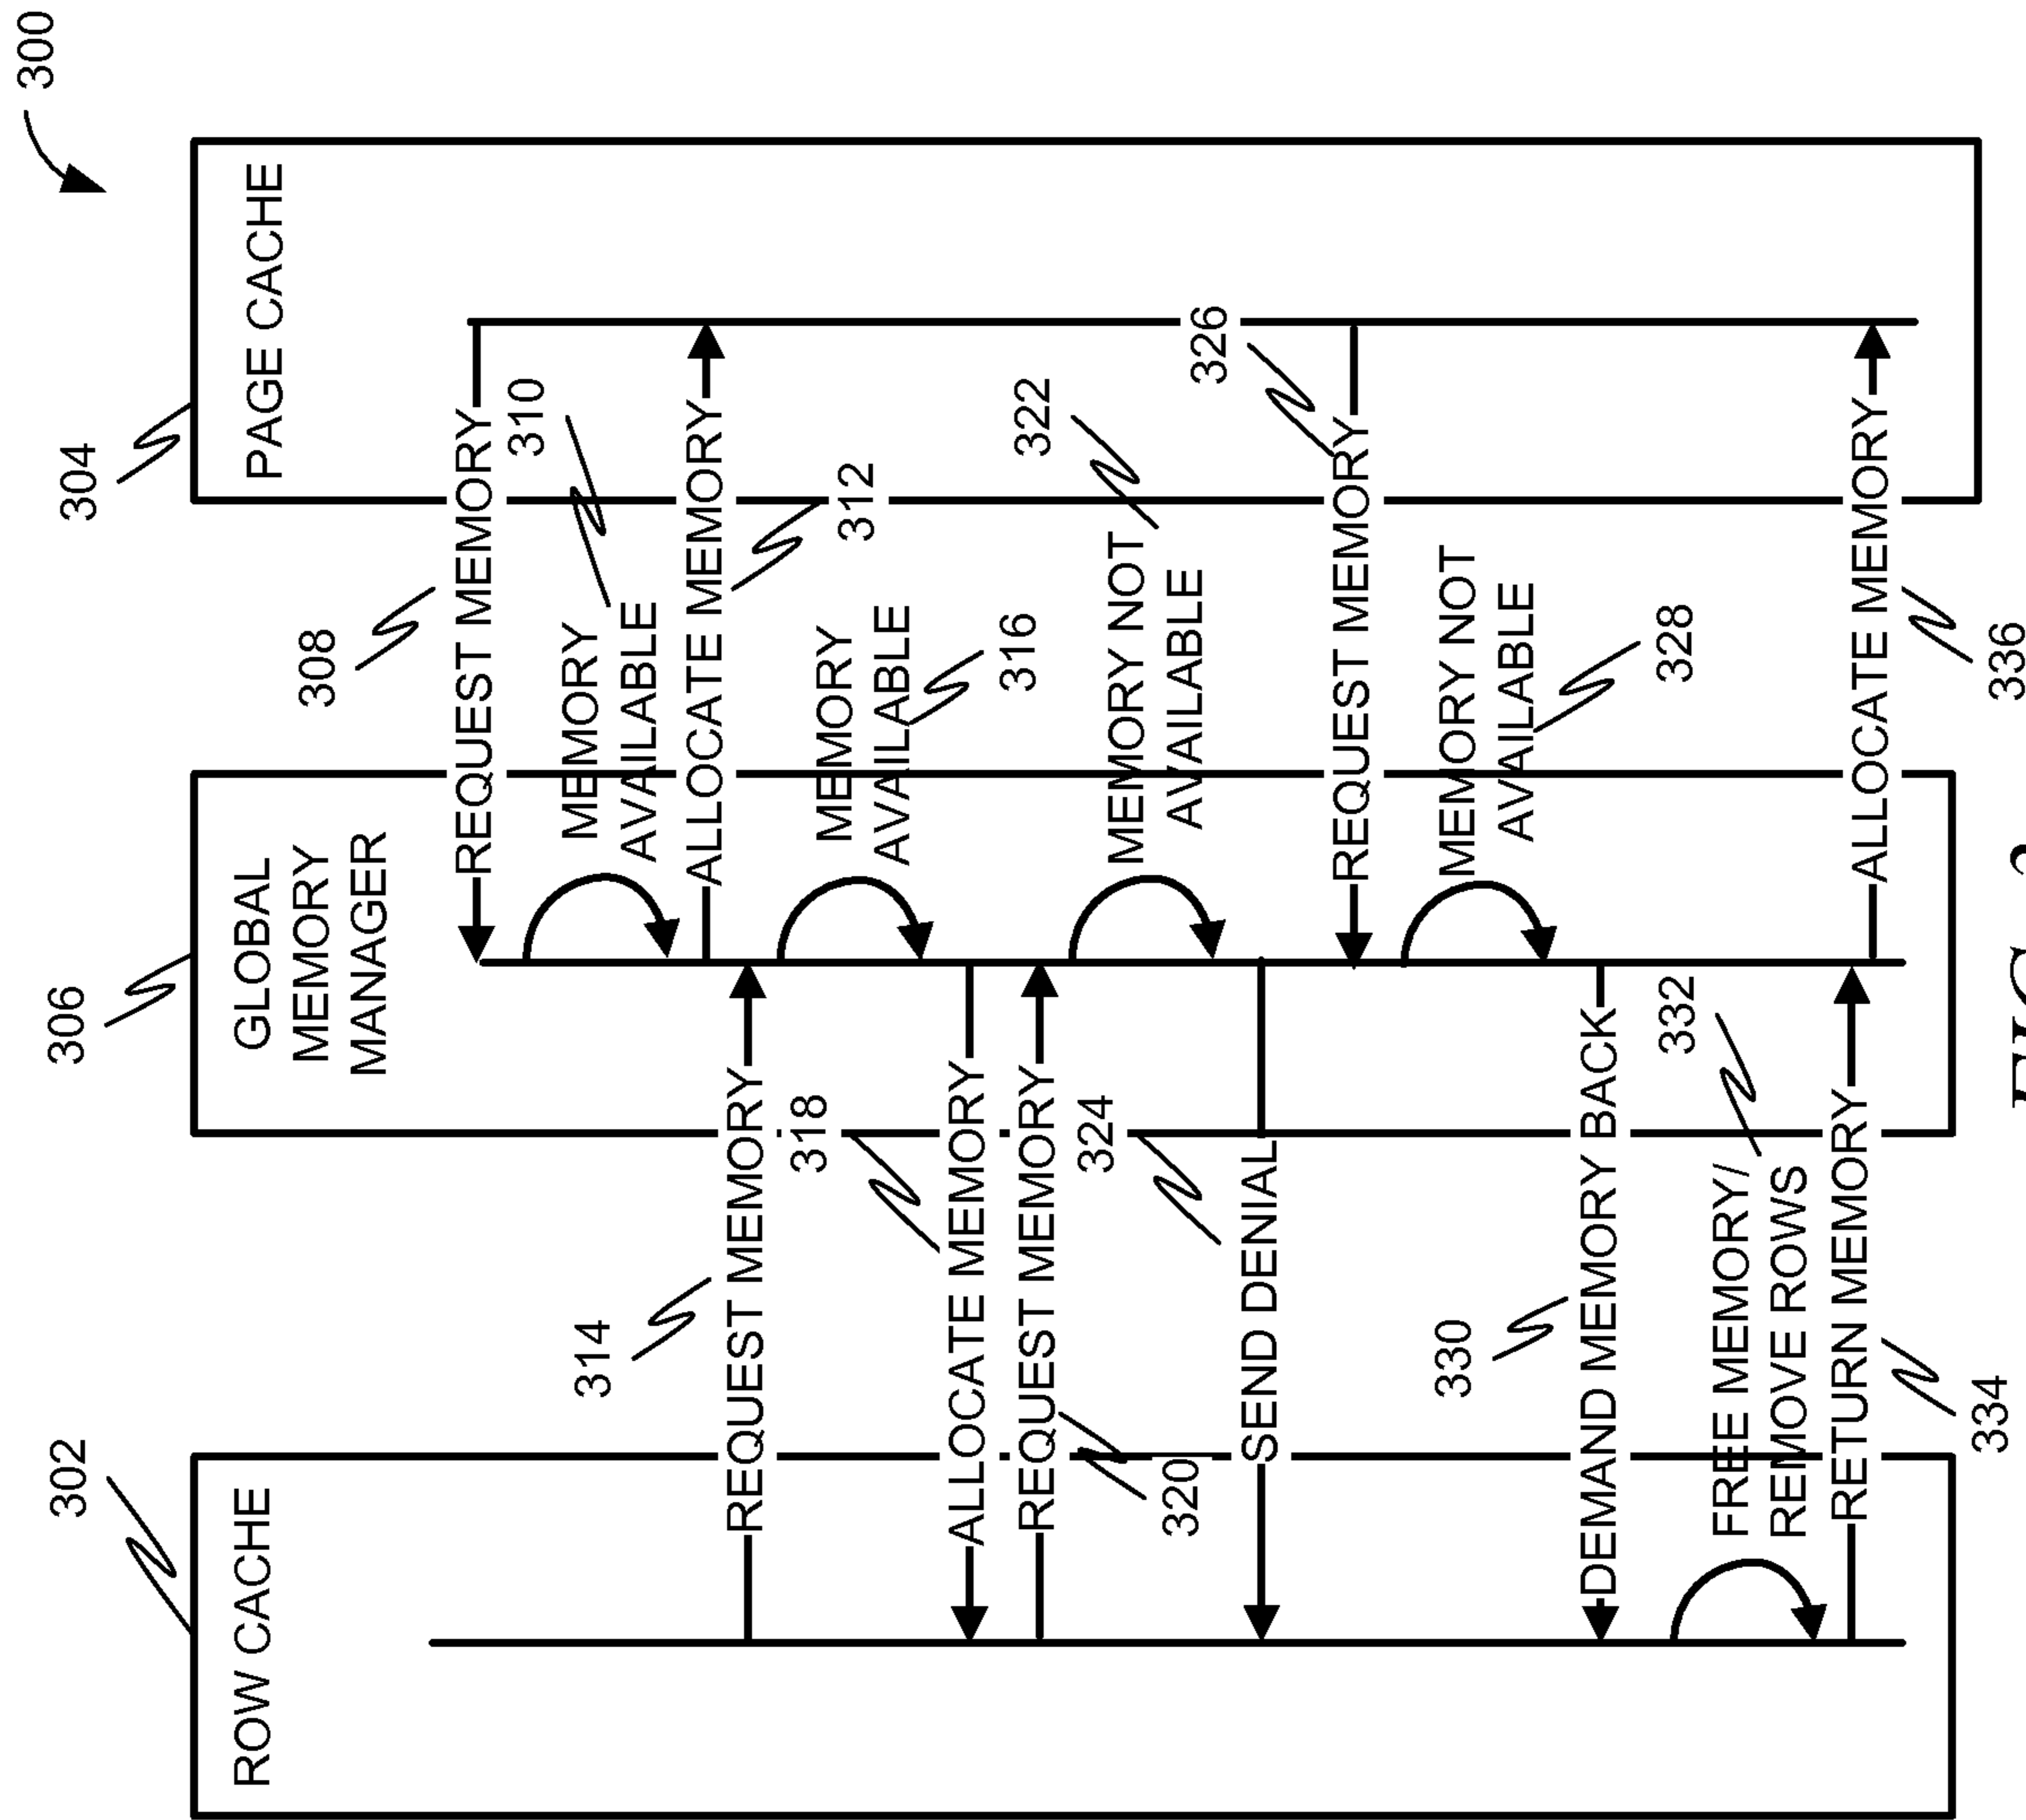 300
302
ROW CACHE
306
GLOBAL
MEMORY
MANAGER
304
PAGE CACHE
308
REQUEST MEMORY
310
MEMORY
AVAILABLE
ALLOCATE MEMORY
312
314
REQUEST MEMORY
MEMORY
AVAILABLE
316
318
ALLOCATE MEMORY
REQUEST MEMORY
320
322
MEMORY NOT
AVAILABLE
324
SEND DENIAL
326
REQUEST MEMORY
MEMORY NOT
AVAILABLE
328
330
DEMAND MEMORY BACK
332
FREE MEMORY/
REMOVE ROWS
RETURN MEMORY
334
ALLOCATE MEMORY
336